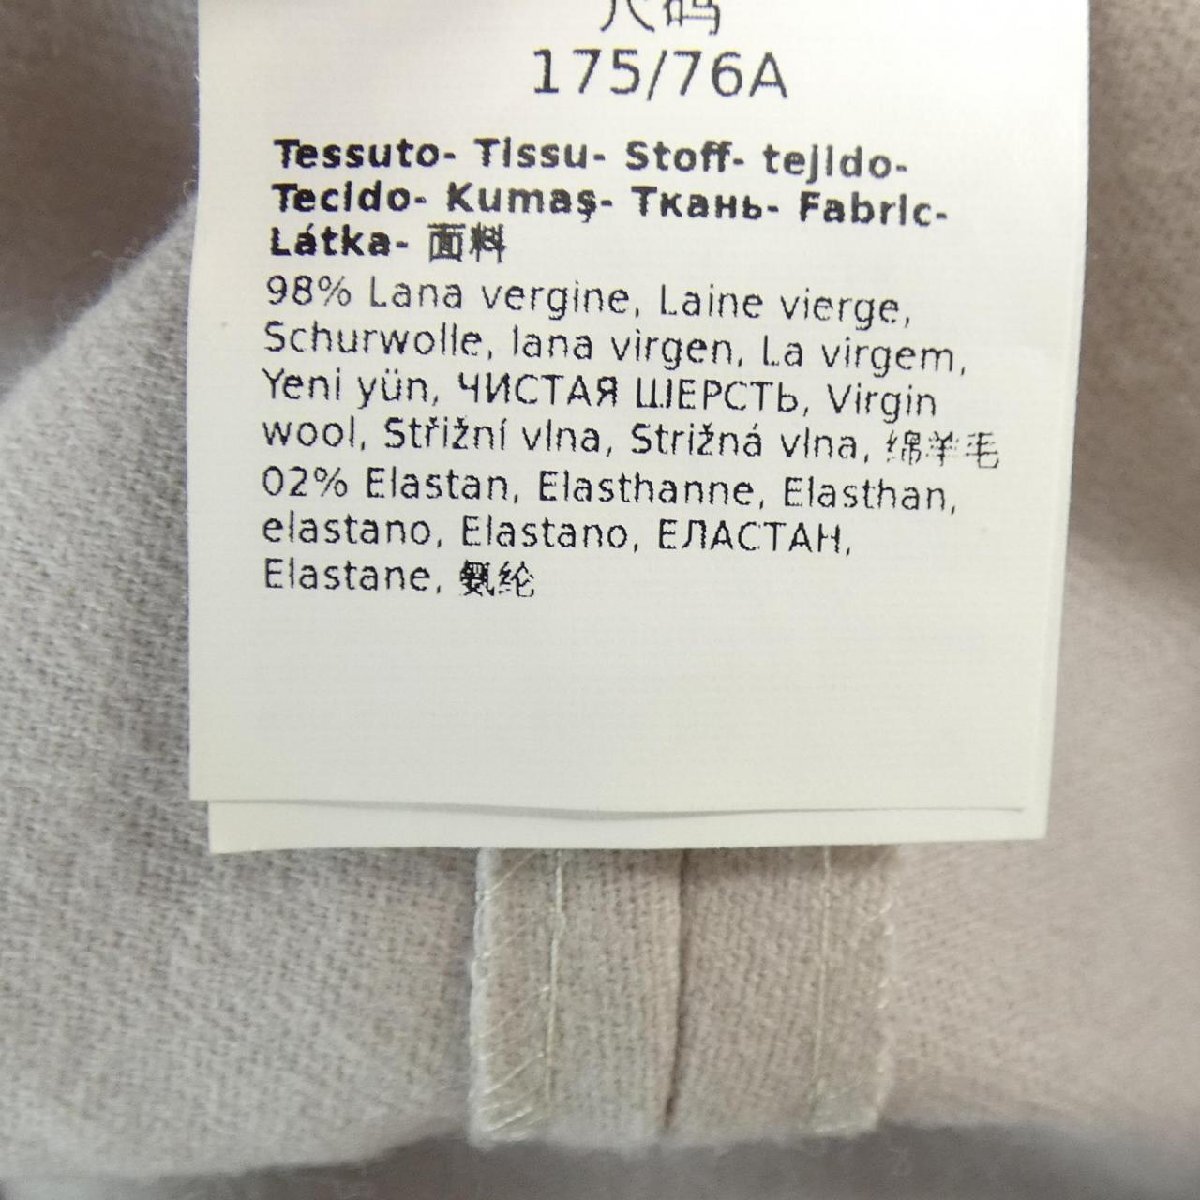 尺码
175/76A
Tessuto- Tissu- Stoff- tejido-
Tecido- Kumaş- Ткань- Fabric-
Látka- 面料
98% Lana vergine, Laine vierge,
Schurwolle, lana virgen, La virgem,
Yeni yün, ЧИСТАЯ ШЕРСТЬ, Virgin
wool, Střižní vlna, Strižná vlna, 绵羊毛
02% Elastan, Elasthanne, Elasthan,
elastano, Elastano, ЕЛАСТАН,
Elastane, 氨纶